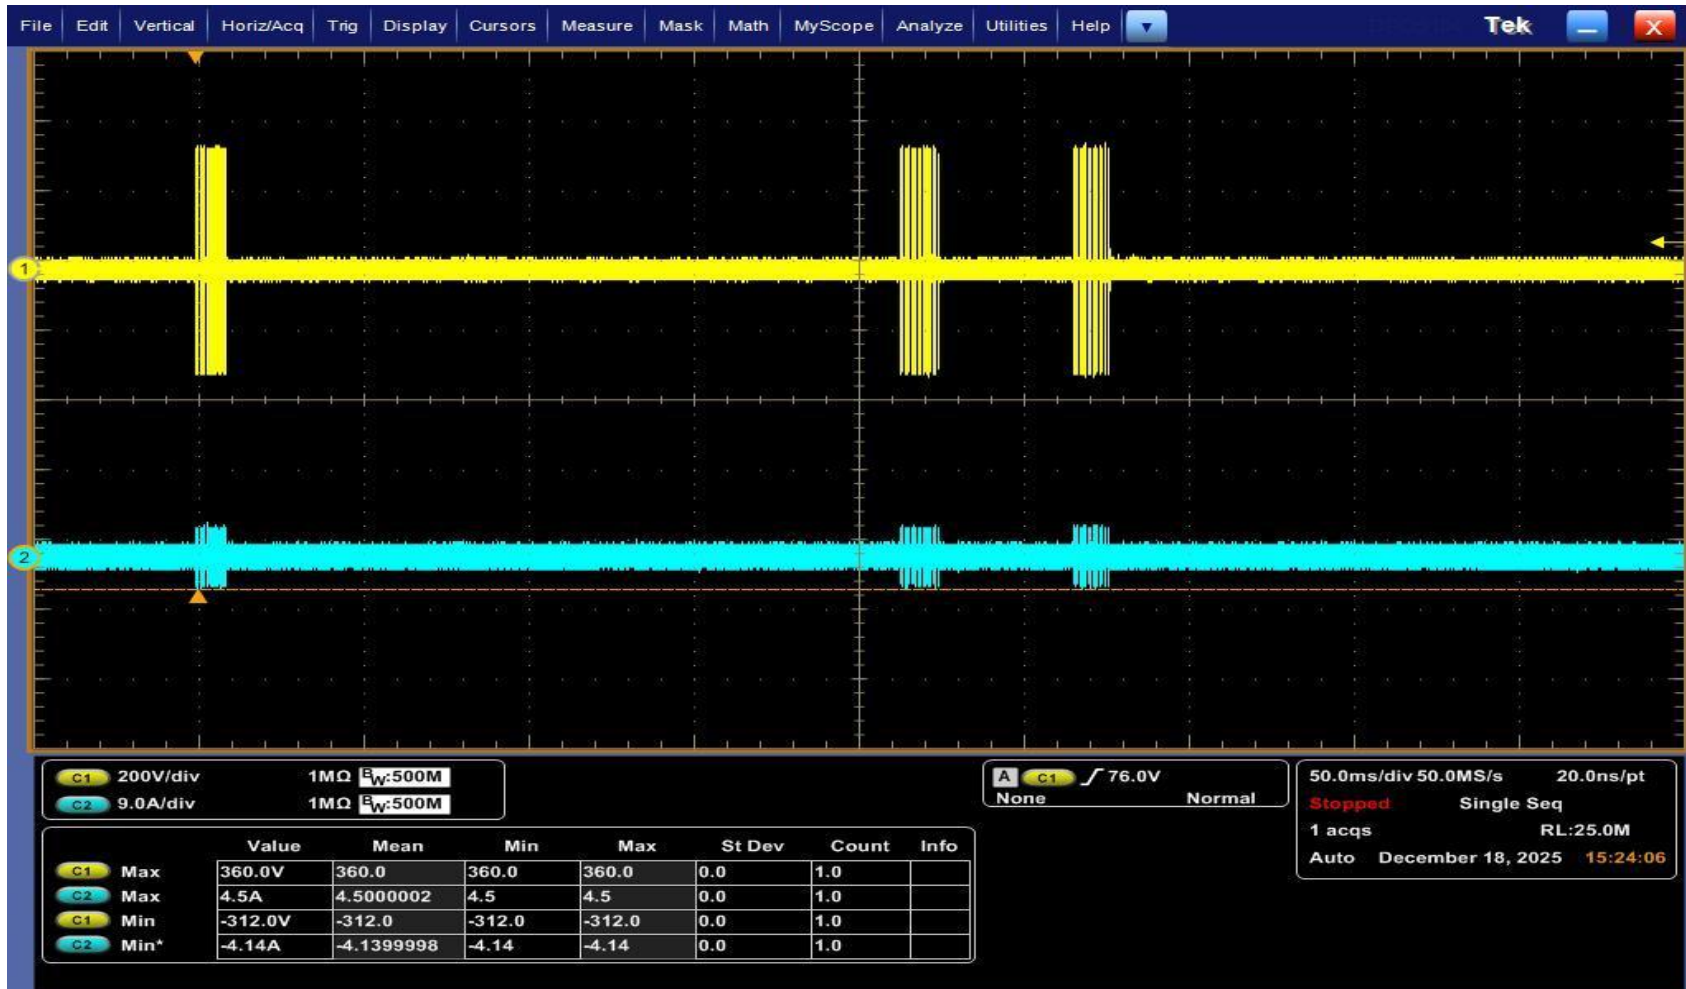 File Edit Vertical Horiz/Acq Trig Display Cursors Measure Mask Math MyScope Analyze Utilities Help Tek X
1
2
C1 200V/div 1MΩ BW:500M
C2 9.0A/div 1MΩ BW:500M
A C1 76.0V
None Normal
50.0ms/div 50.0MS/s 20.0ns/pt
Stopped Single Seq
1 acqs RL:25.0M
Auto December 18, 2025 15:24:06
Value Mean Min Max St Dev Count Info
C1 Max 360.0V 360.0 360.0 360.0 0.0 1.0
C2 Max 4.5A 4.5000002 4.5 4.5 0.0 1.0
C1 Min -312.0V -312.0 -312.0 -312.0 0.0 1.0
C2 Min* -4.14A -4.1399998 -4.14 -4.14 0.0 1.0